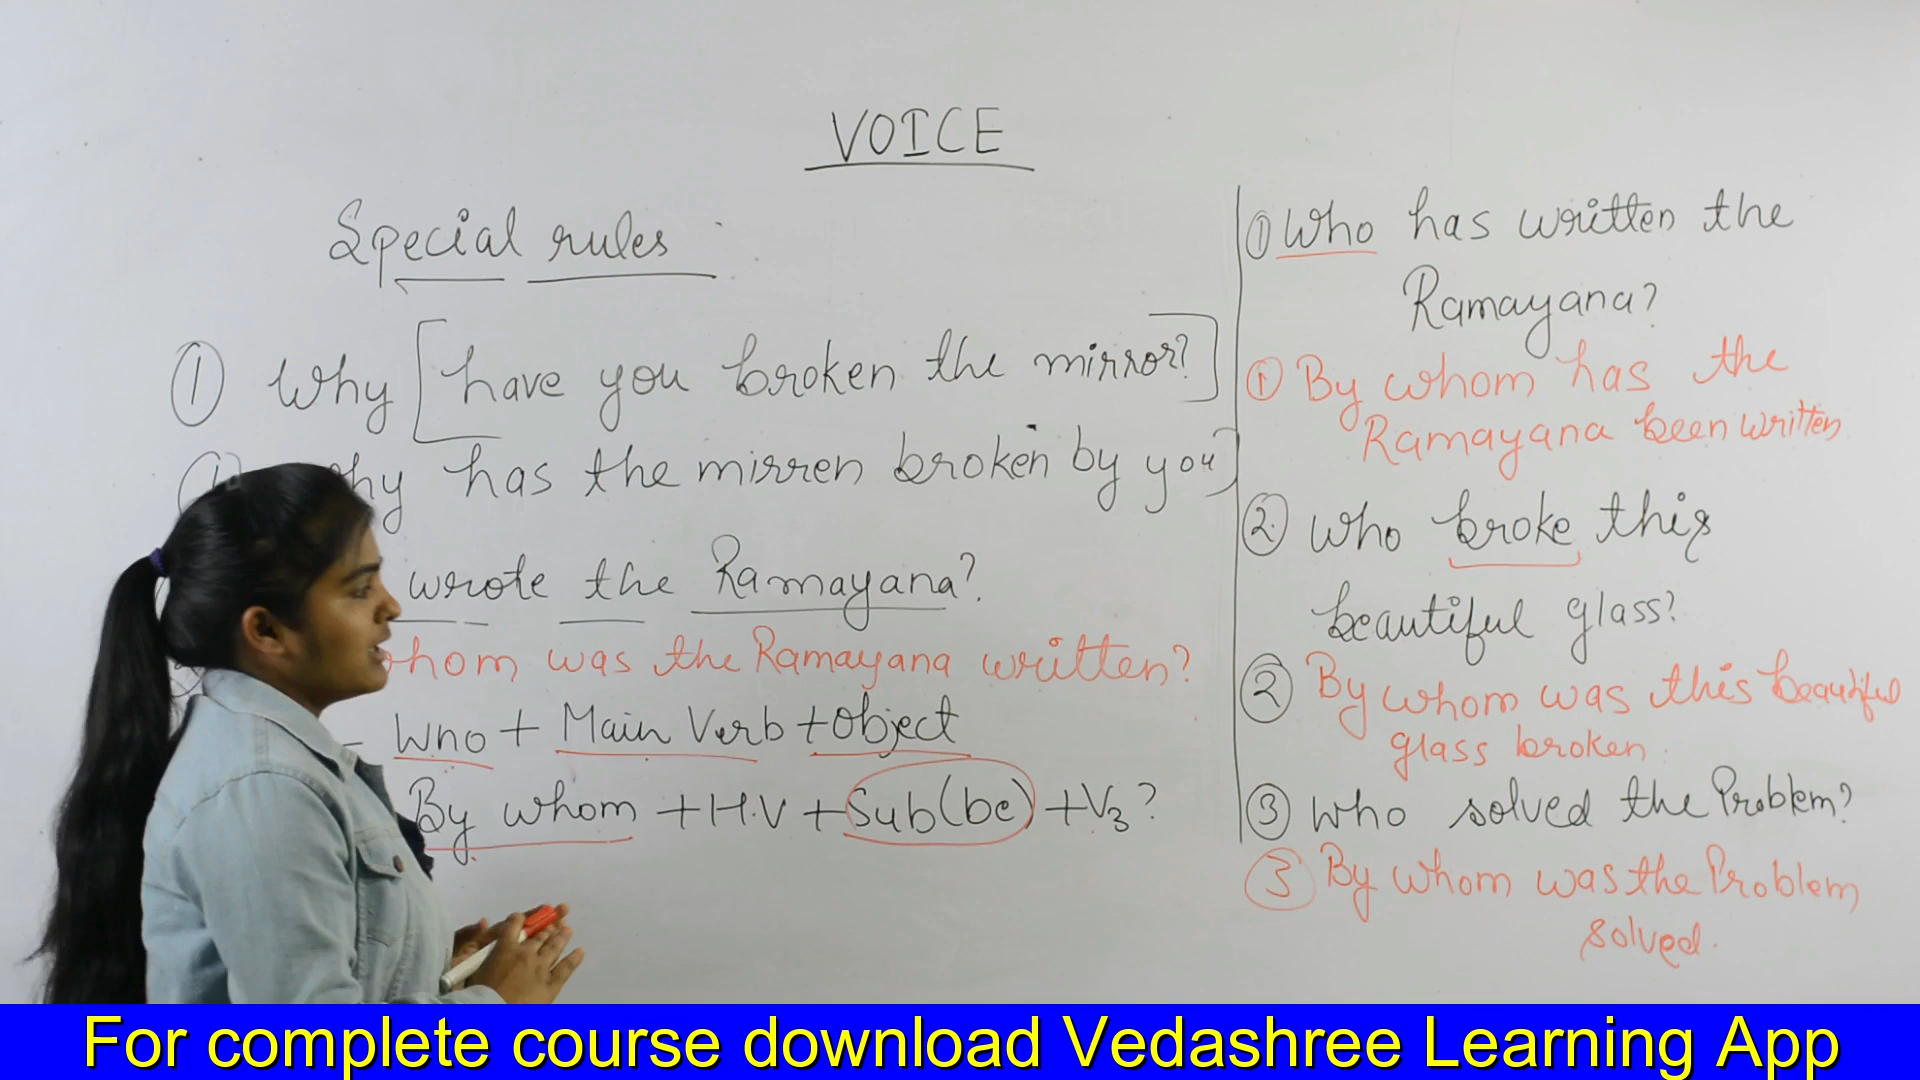 VOICE
Special rules
① Why [have you broken the mirror?]
① hy has the mirren broken by you]
wrote the Ramayana?
whom was the Ramayana written?
- Who + Main Verb + Object
By whom + H.V + Sub(be) + V3?
① Who has written the
Ramayana?
① By whom has the
Ramayana been written
② Who broke this
beautiful glass?
② By whom was this beautiful
glass broken.
③ Who solved the Problem?
③ By whom was the Problem
solved.
For complete course download Vedashree Learning App